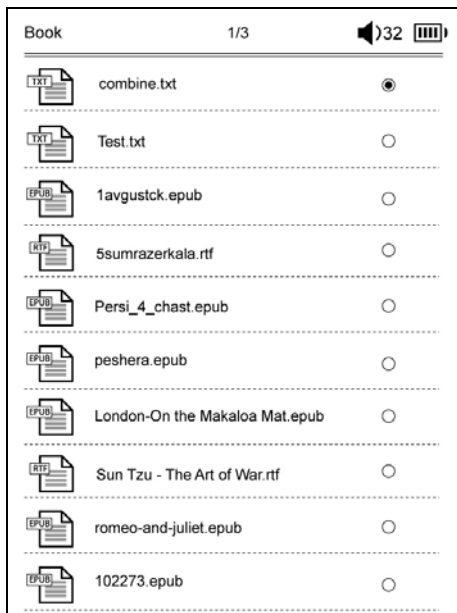 Book 1/3 32
TXT combine.txt
TXT Test.txt
EPUB 1avgustck.epub
RTF 5sumrazerkala.rtf
EPUB Persi_4_chast.epub
EPUB peshera.epub
EPUB London-On the Makaloa Mat.epub
RTF Sun Tzu - The Art of War.rtf
EPUB romeo-and-juliet.epub
EPUB 102273.epub